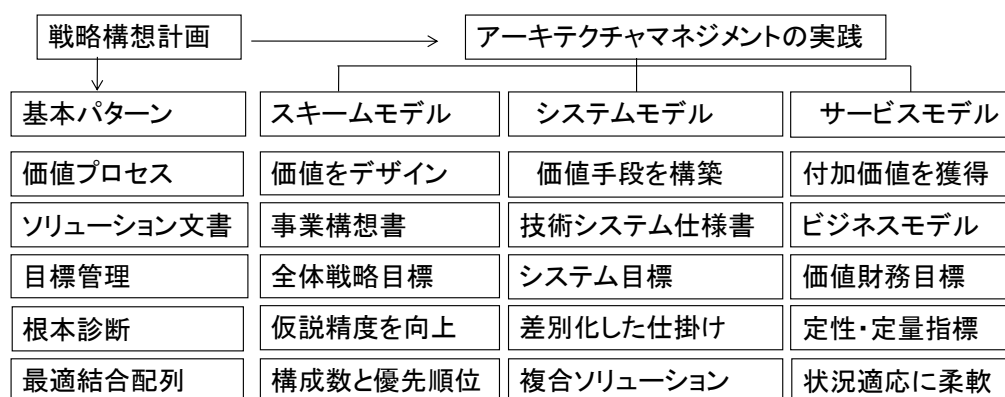 戦略構想計画
アーキテクチャマネジメントの実践
基本パターン
スキームモデル
システムモデル
サービスモデル
価値プロセス
価値をデザイン
価値手段を構築
付加価値を獲得
ソリューション文書
事業構想書
技術システム仕様書
ビジネスモデル
目標管理
全体戦略目標
システム目標
価値財務目標
根本診断
仮説精度を向上
差別化した仕掛け
定性・定量指標
最適結合配列
構成数と優先順位
複合ソリューション
状況適応に柔軟